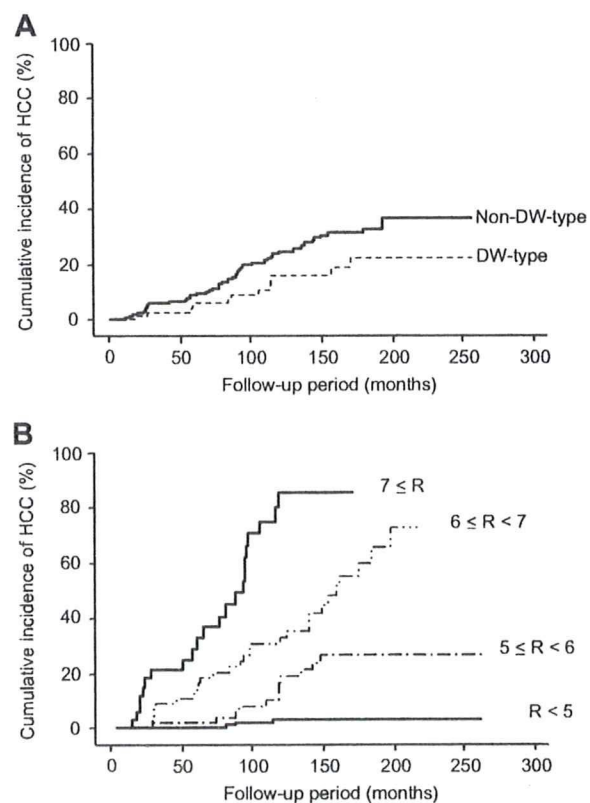 A
Cumulative incidence of HCC (%)
100
80
60
40
20
0
Non-DW-type
DW-type
0 50 100 150 200 250 300
Follow-up period (months)
B
Cumulative incidence of HCC (%)
100
80
60
40
20
0
7 ≤ R
6 ≤ R < 7
5 ≤ R < 6
R < 5
0 50 100 150 200 250 300
Follow-up period (months)